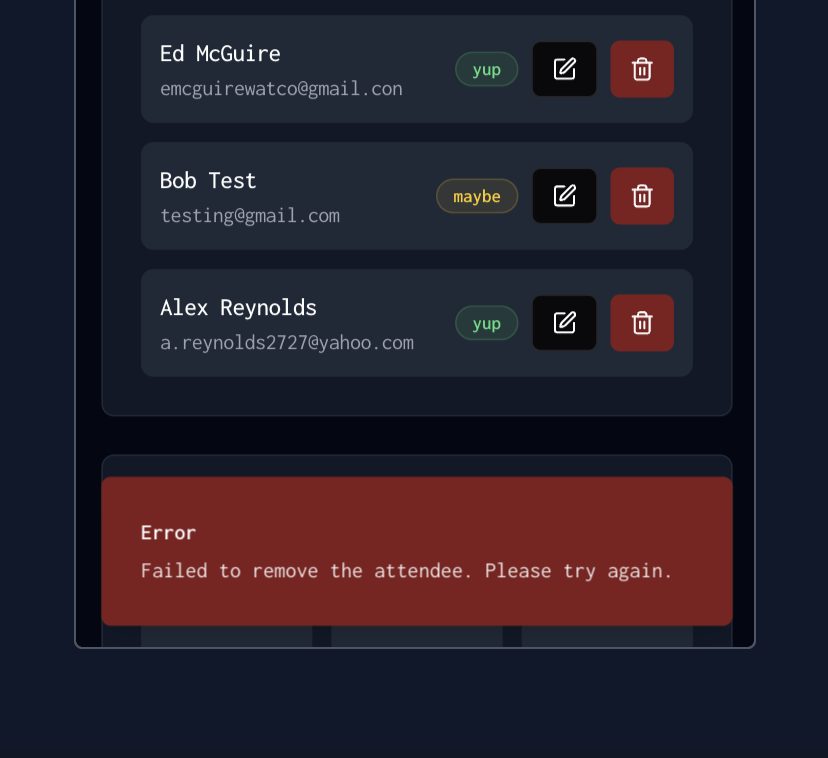 Ed McGuire
yup
emcguirewatco@gmail.con
Bob Test
maybe
testing@gmail.com
Alex Reynolds
yup
a.reynolds2727@yahoo.com
Error
Failed to remove the attendee. Please try again.